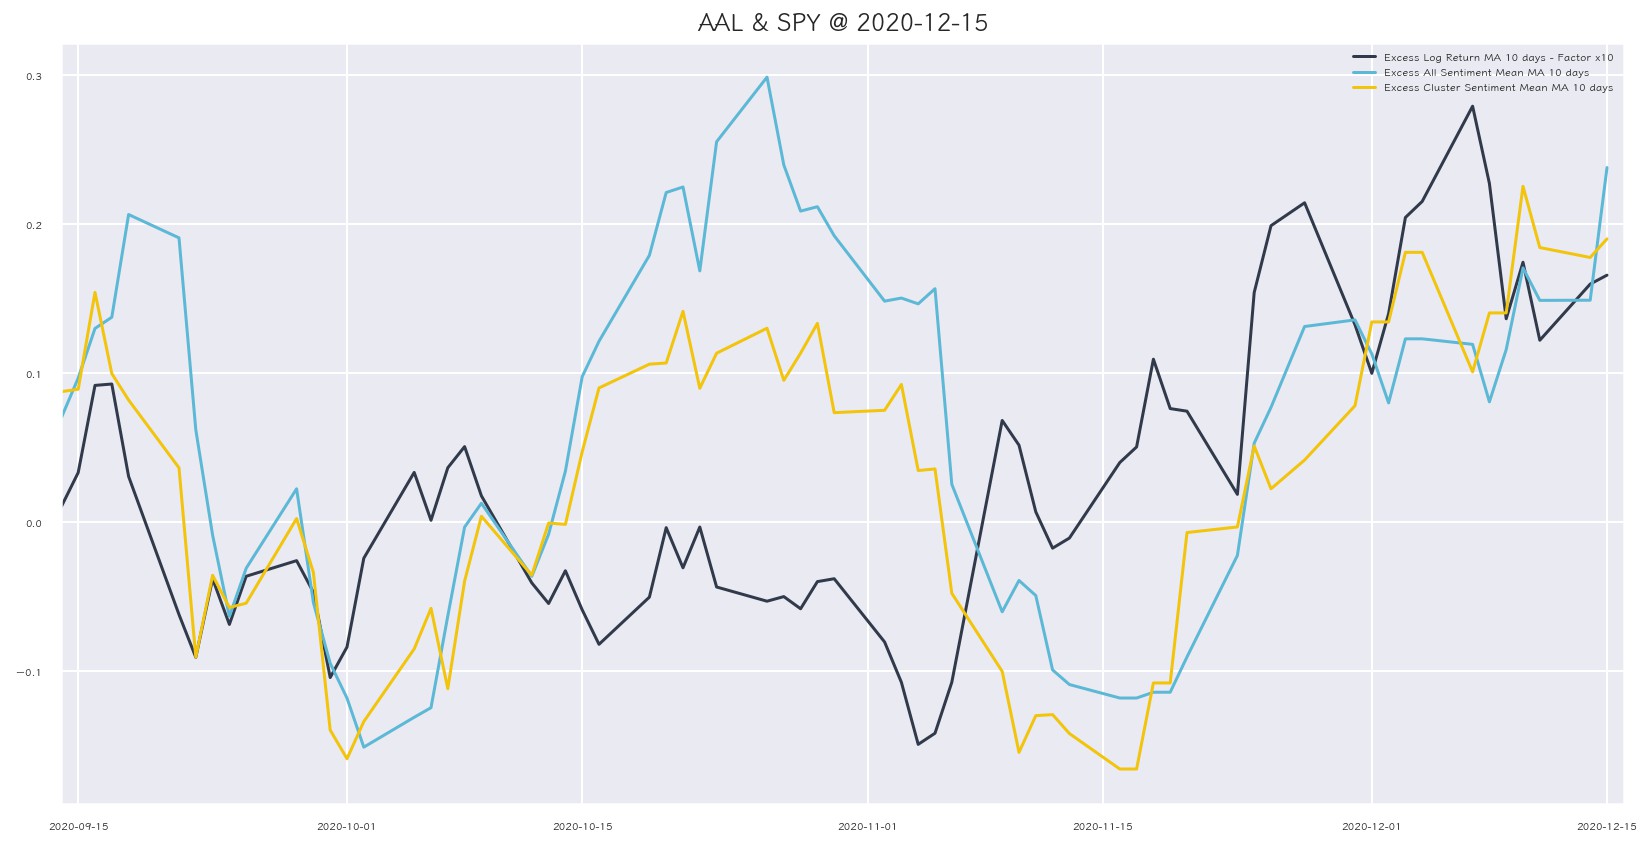 AAL & SPY @ 2020-12-15
Excess Log Return MA 10 days - Factor x10
Excess All Sentiment Mean MA 10 days
Excess Cluster Sentiment Mean MA 10 days
0.3
0.2
0.1
0.0
−0.1
2020-09-15 2020-10-01 2020-10-15 2020-11-01 2020-11-15 2020-12-01 2020-12-15